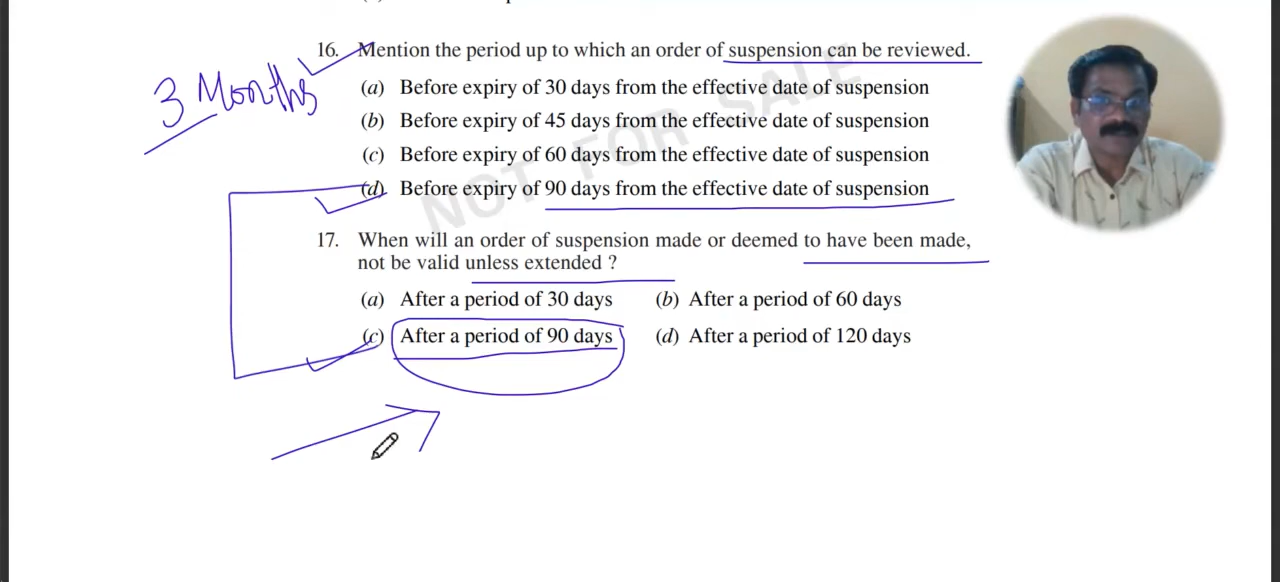 16. Mention the period up to which an order of suspension can be reviewed.
3 Months
(a) Before expiry of 30 days from the effective date of suspension
(b) Before expiry of 45 days from the effective date of suspension
(c) Before expiry of 60 days from the effective date of suspension
(d) Before expiry of 90 days from the effective date of suspension
NOT FOR SALE
17. When will an order of suspension made or deemed to have been made,
not be valid unless extended ?
(a) After a period of 30 days (b) After a period of 60 days
(c) After a period of 90 days (d) After a period of 120 days